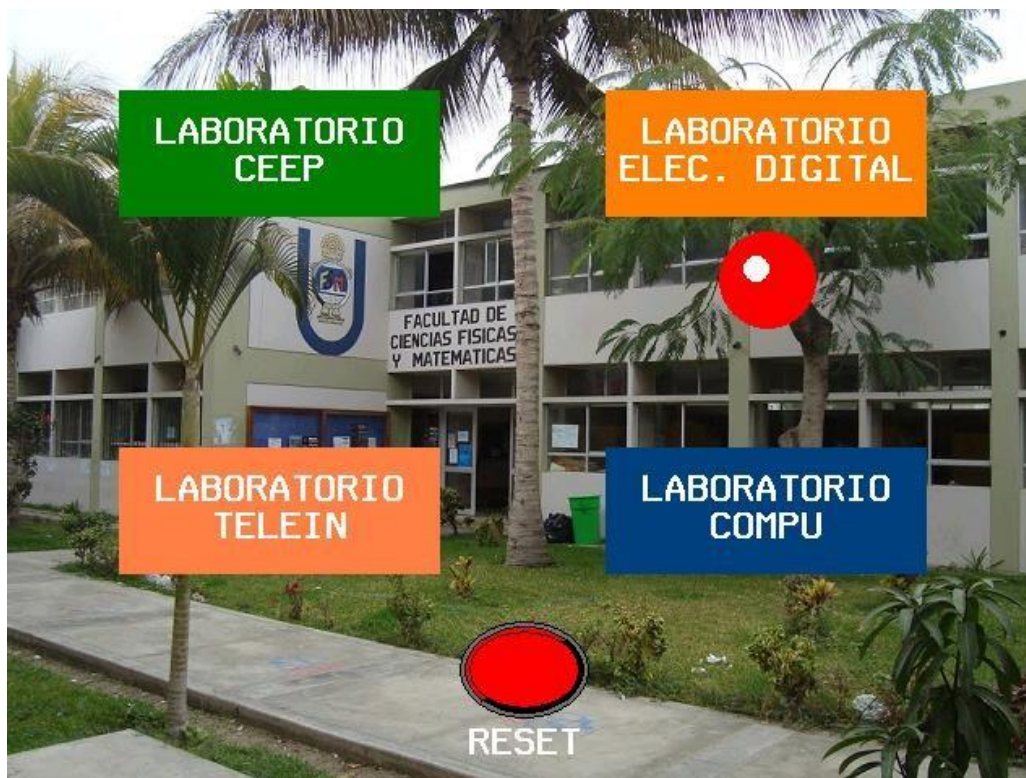 LABORATORIO
CEEP
LABORATORIO
ELEC. DIGITAL
FACULTAD DE
CIENCIAS FISICAS
Y MATEMATICAS
LABORATORIO
TELEIN
LABORATORIO
COMPU
RESET